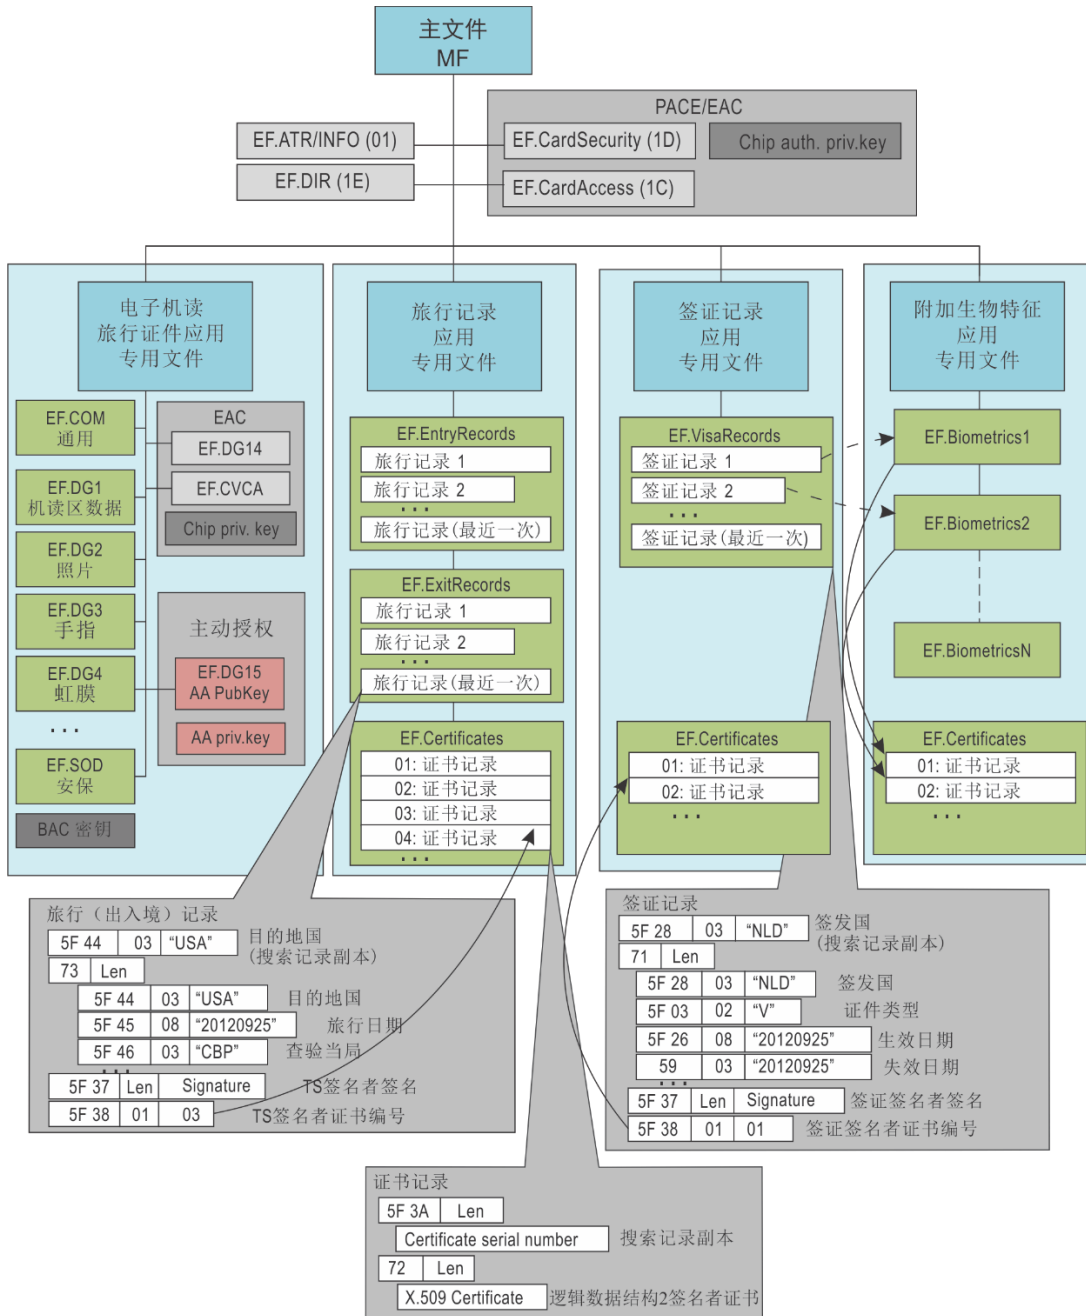 主文件
MF
PACE/EAC
EF.ATR/INFO (01)
EF.CardSecurity (1D)
Chip auth. priv.key
EF.DIR (1E)
EF.CardAccess (1C)
电子机读
旅行证件应用
专用文件
EF.COM
通用
EF.DG1
机读区数据
EF.DG2
照片
EF.DG3
手指
EF.DG4
虹膜
...
EF.SOD
安保
BAC 密钥
EAC
EF.DG14
EF.CVCA
Chip priv. key
主动授权
EF.DG15
AA PubKey
AA priv.key
旅行记录
应用
专用文件
EF.EntryRecords
旅行记录 1
旅行记录 2
...
旅行记录(最近一次)
EF.ExitRecords
旅行记录 1
旅行记录 2
...
旅行记录(最近一次)
EF.Certificates
01: 证书记录
02: 证书记录
03: 证书记录
04: 证书记录
...
签证记录
应用
专用文件
EF.VisaRecords
签证记录 1
签证记录 2
...
签证记录(最近一次)
EF.Certificates
01: 证书记录
02: 证书记录
...
附加生物特征
应用
专用文件
EF.Biometrics1
EF.Biometrics2
EF.BiometricsN
EF.Certificates
01: 证书记录
02: 证书记录
...
旅行（出入境）记录
5F 44 03 “USA” 目的地国
(搜索记录副本)
73 Len
5F 44 03 “USA” 目的地国
5F 45 08 “20120925” 旅行日期
5F 46 03 “CBP” 查验当局
...
5F 37 Len Signature TS签名者签名
5F 38 01 03 TS签名者证书编号
签证记录
5F 28 03 “NLD” 签发国
(搜索记录副本)
71 Len
5F 28 03 “NLD” 签发国
5F 03 02 “V” 证件类型
5F 26 08 “20120925” 生效日期
59 03 “20120925” 失效日期
...
5F 37 Len Signature 签证签名者签名
5F 38 01 01 签证签名者证书编号
证书记录
5F 3A Len
Certificate serial number 搜索记录副本
72 Len
X.509 Certificate 逻辑数据结构2签名者证书